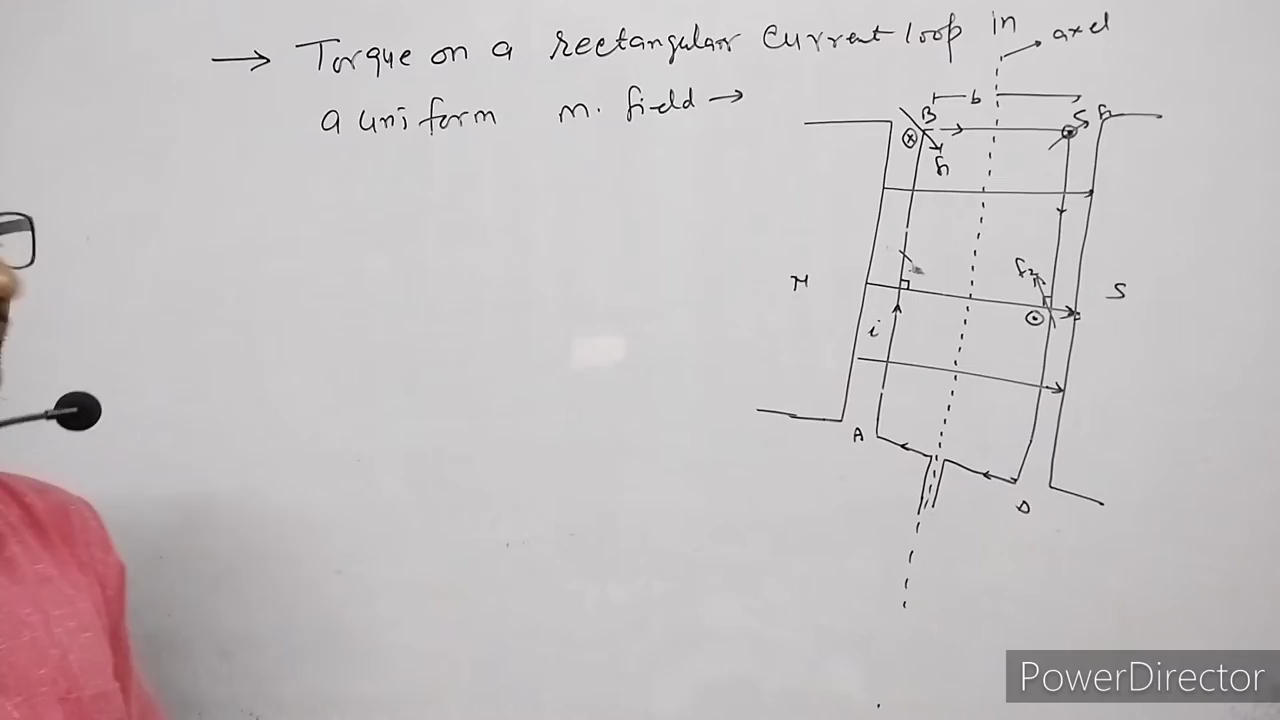 → Torque on a rectangular current loop in
a uniform m. field →
axel
b
B
S
F1
N
S
F2
i
A
D
PowerDirector